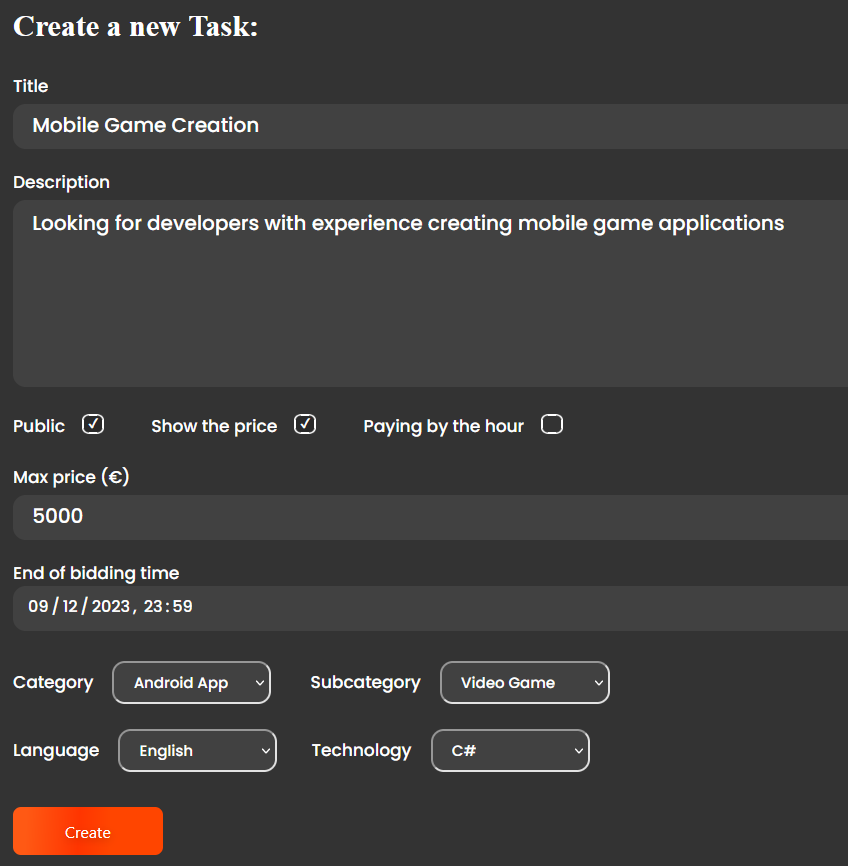 Create a new Task:
Title
Mobile Game Creation
Description
Looking for developers with experience creating mobile game applications
Public Show the price Paying by the hour
Max price (€)
5000
End of bidding time
09/12/2023, 23:59
Category Android App Subcategory Video Game
Language English Technology C#
Create